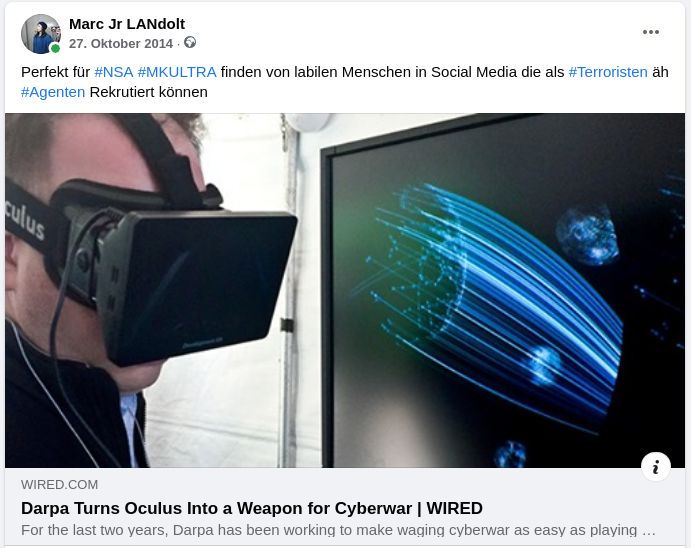 Marc Jr LANdolt
27. Oktober 2014 ·
Perfekt für #NSA #MKULTRA finden von labilen Menschen in Social Media die als #Terroristen äh
#Agenten Rekrutiert können
culus
WIRED.COM
Darpa Turns Oculus Into a Weapon for Cyberwar | WIRED
For the last two years, Darpa has been working to make waging cyberwar as easy as playing …